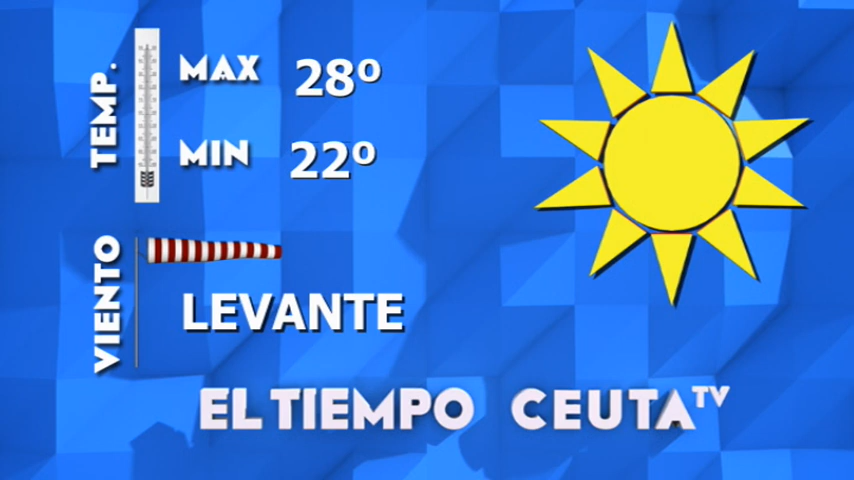 TEMP.
MAX 28º
MIN 22º
VIENTO
LEVANTE
EL TIEMPO CEUTA TV